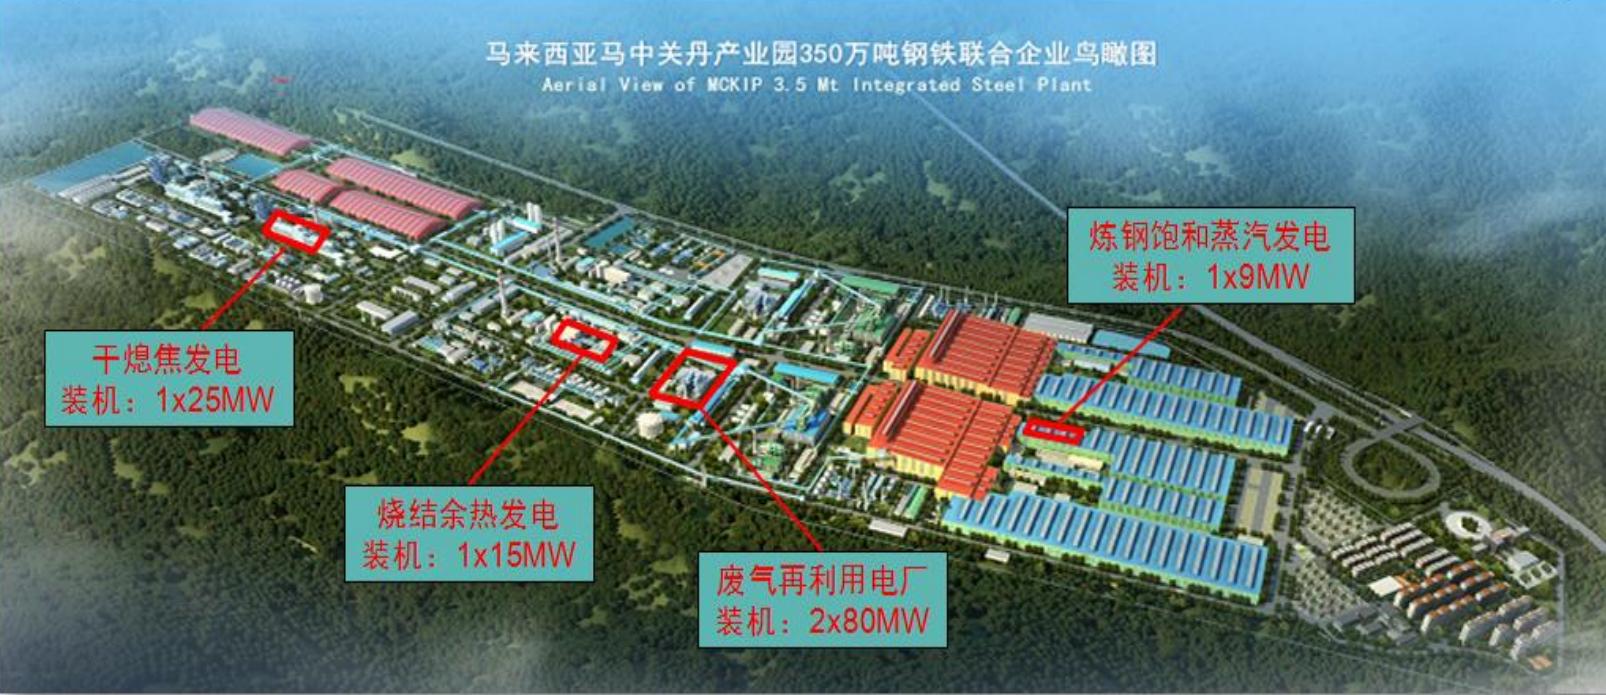 马来西亚马中关丹产业园350万吨钢铁联合企业鸟瞰图
Aerial View of MCKIP 3.5 Mt Integrated Steel Plant
炼钢饱和蒸汽发电
装机：1x9MW
干熄焦发电
装机：1x25MW
烧结余热发电
装机：1x15MW
废气再利用电厂
装机：2x80MW